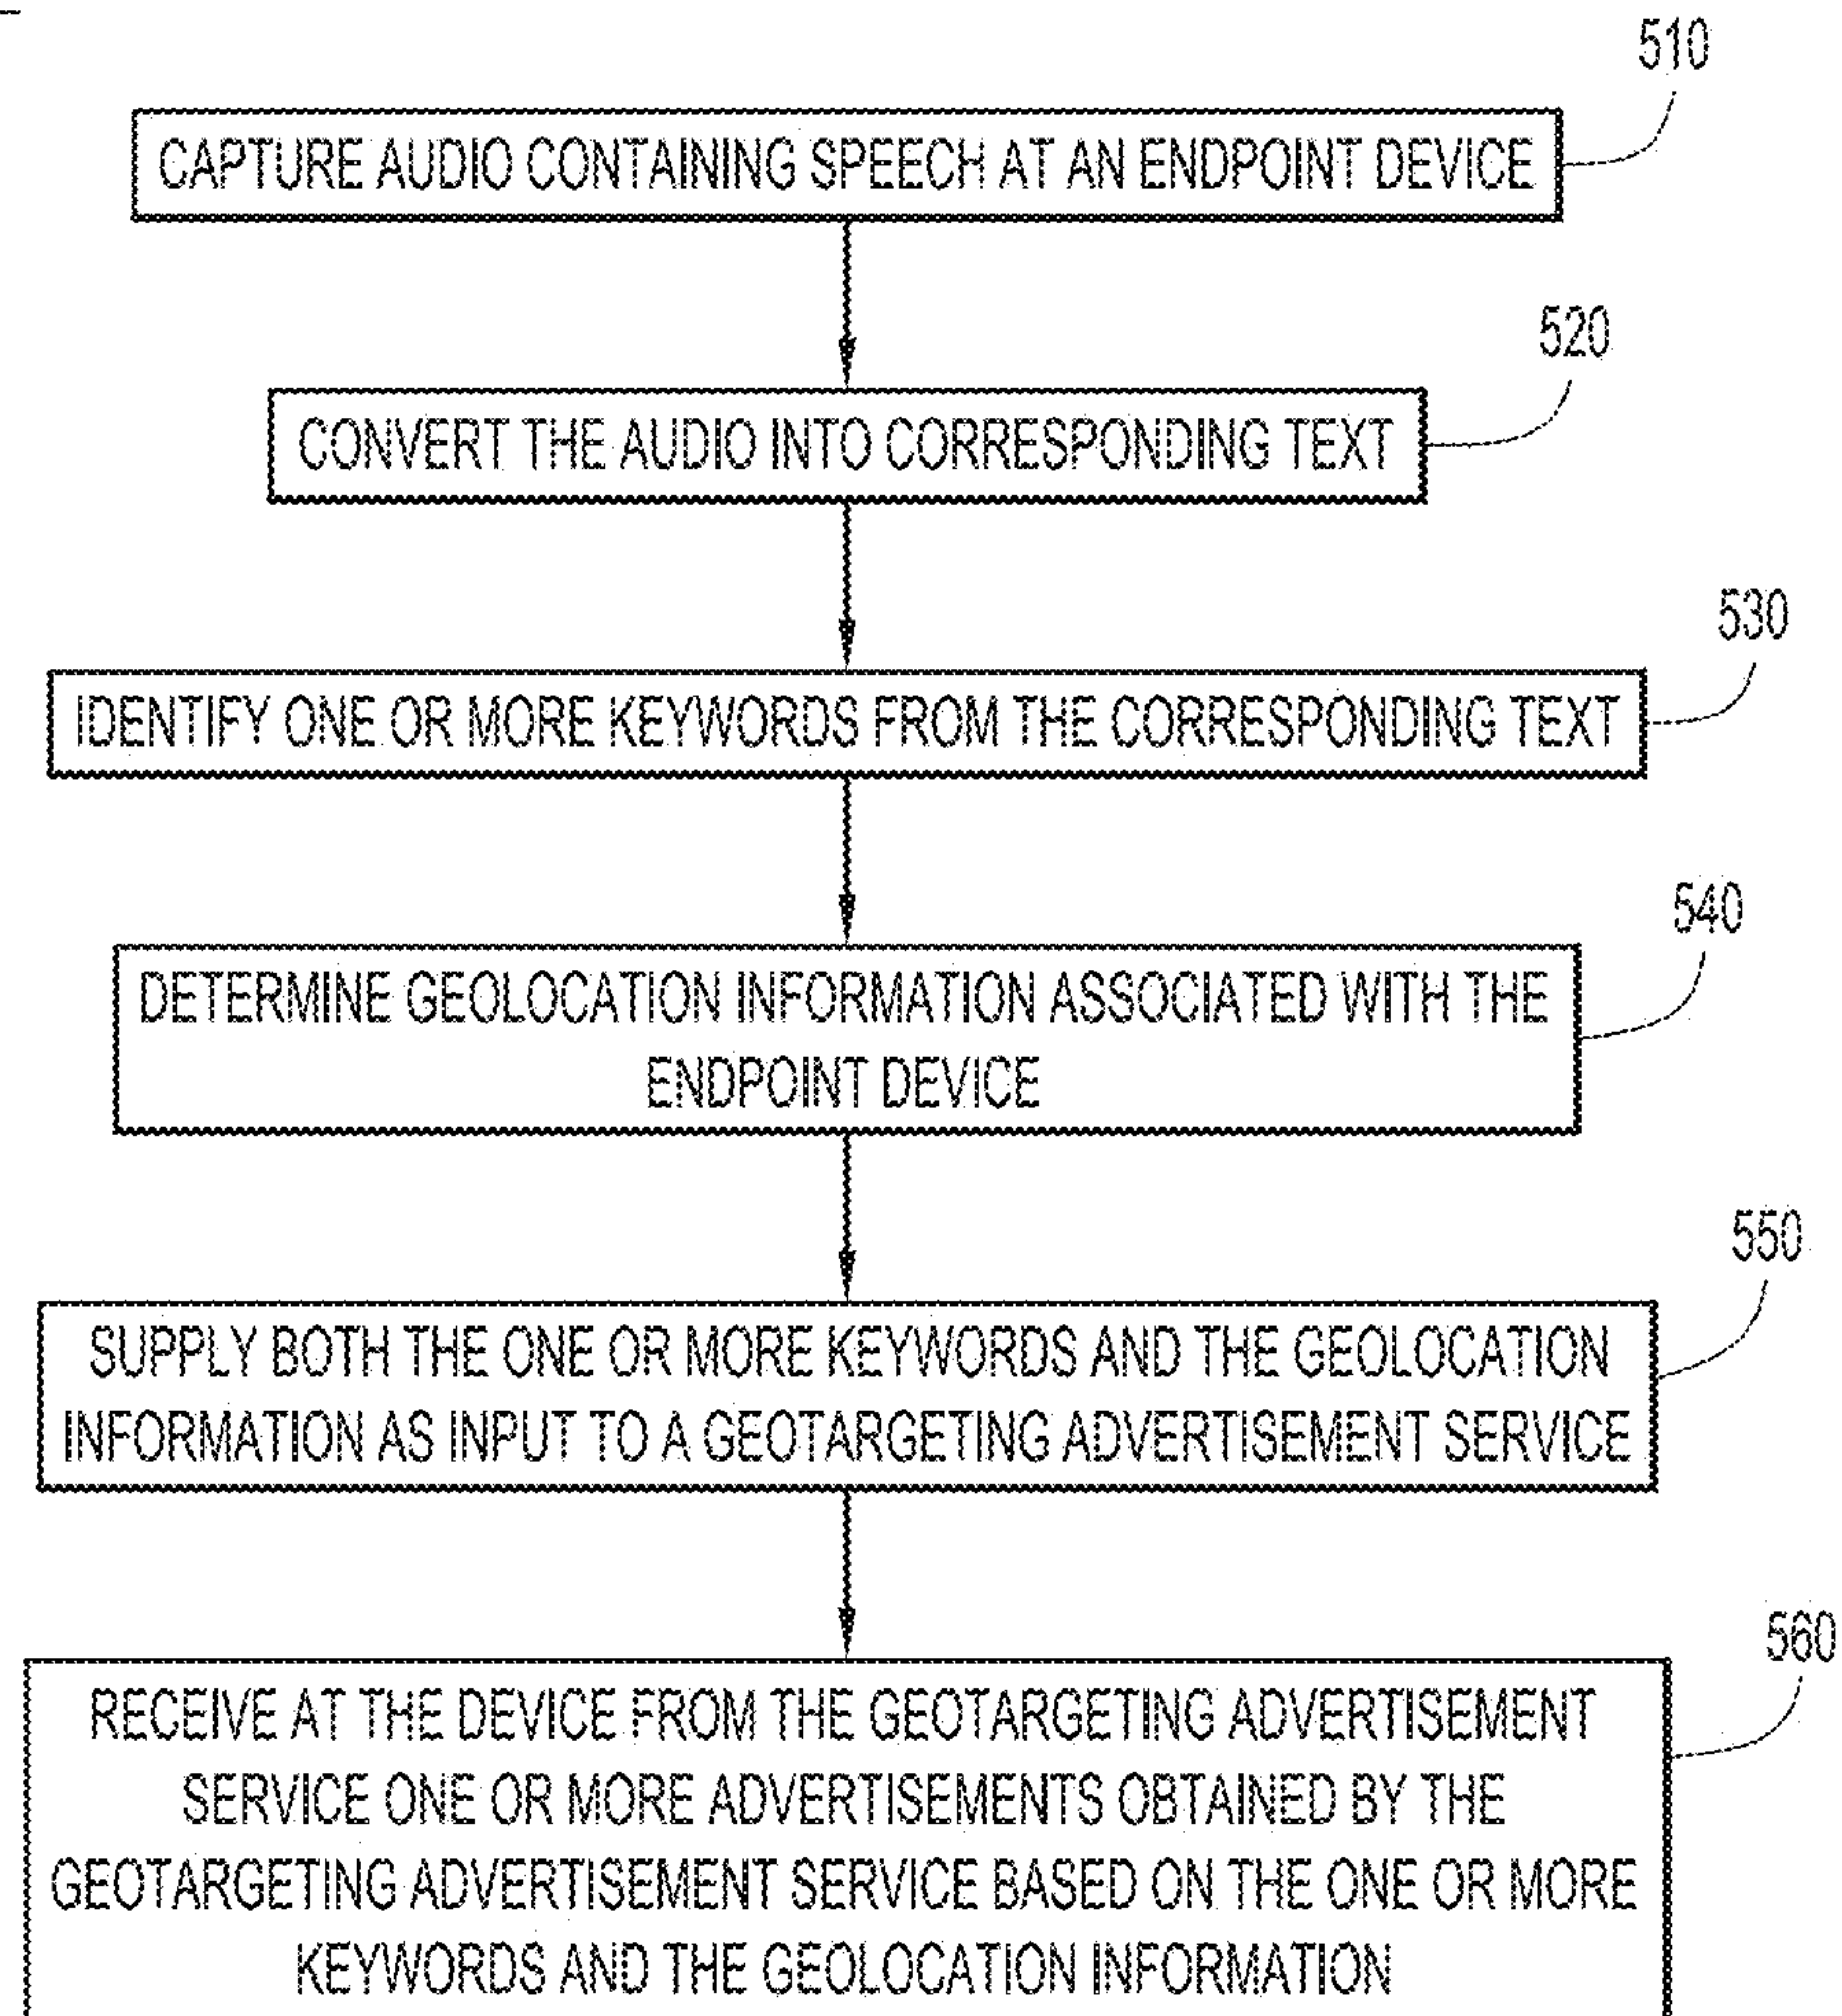 510
CAPTURE AUDIO CONTAINING SPEECH AT AN ENDPOINT DEVICE
520
CONVERT THE AUDIO INTO CORRESPONDING TEXT
530
IDENTIFY ONE OR MORE KEYWORDS FROM THE CORRESPONDING TEXT
540
DETERMINE GEOLOCATION INFORMATION ASSOCIATED WITH THE
ENDPOINT DEVICE
550
SUPPLY BOTH THE ONE OR MORE KEYWORDS AND THE GEOLOCATION
INFORMATION AS INPUT TO A GEOTARGETING ADVERTISEMENT SERVICE
560
RECEIVE AT THE DEVICE FROM THE GEOTARGETING ADVERTISEMENT
SERVICE ONE OR MORE ADVERTISEMENTS OBTAINED BY THE
GEOTARGETING ADVERTISEMENT SERVICE BASED ON THE ONE OR MORE
KEYWORDS AND THE GEOLOCATION INFORMATION